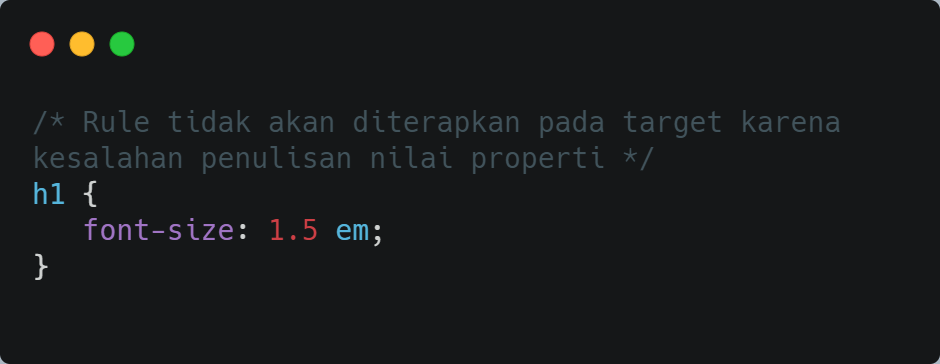 /* Rule tidak akan diterapkan pada target karena
kesalahan penulisan nilai properti */
h1 {
   font-size: 1.5 em;
}